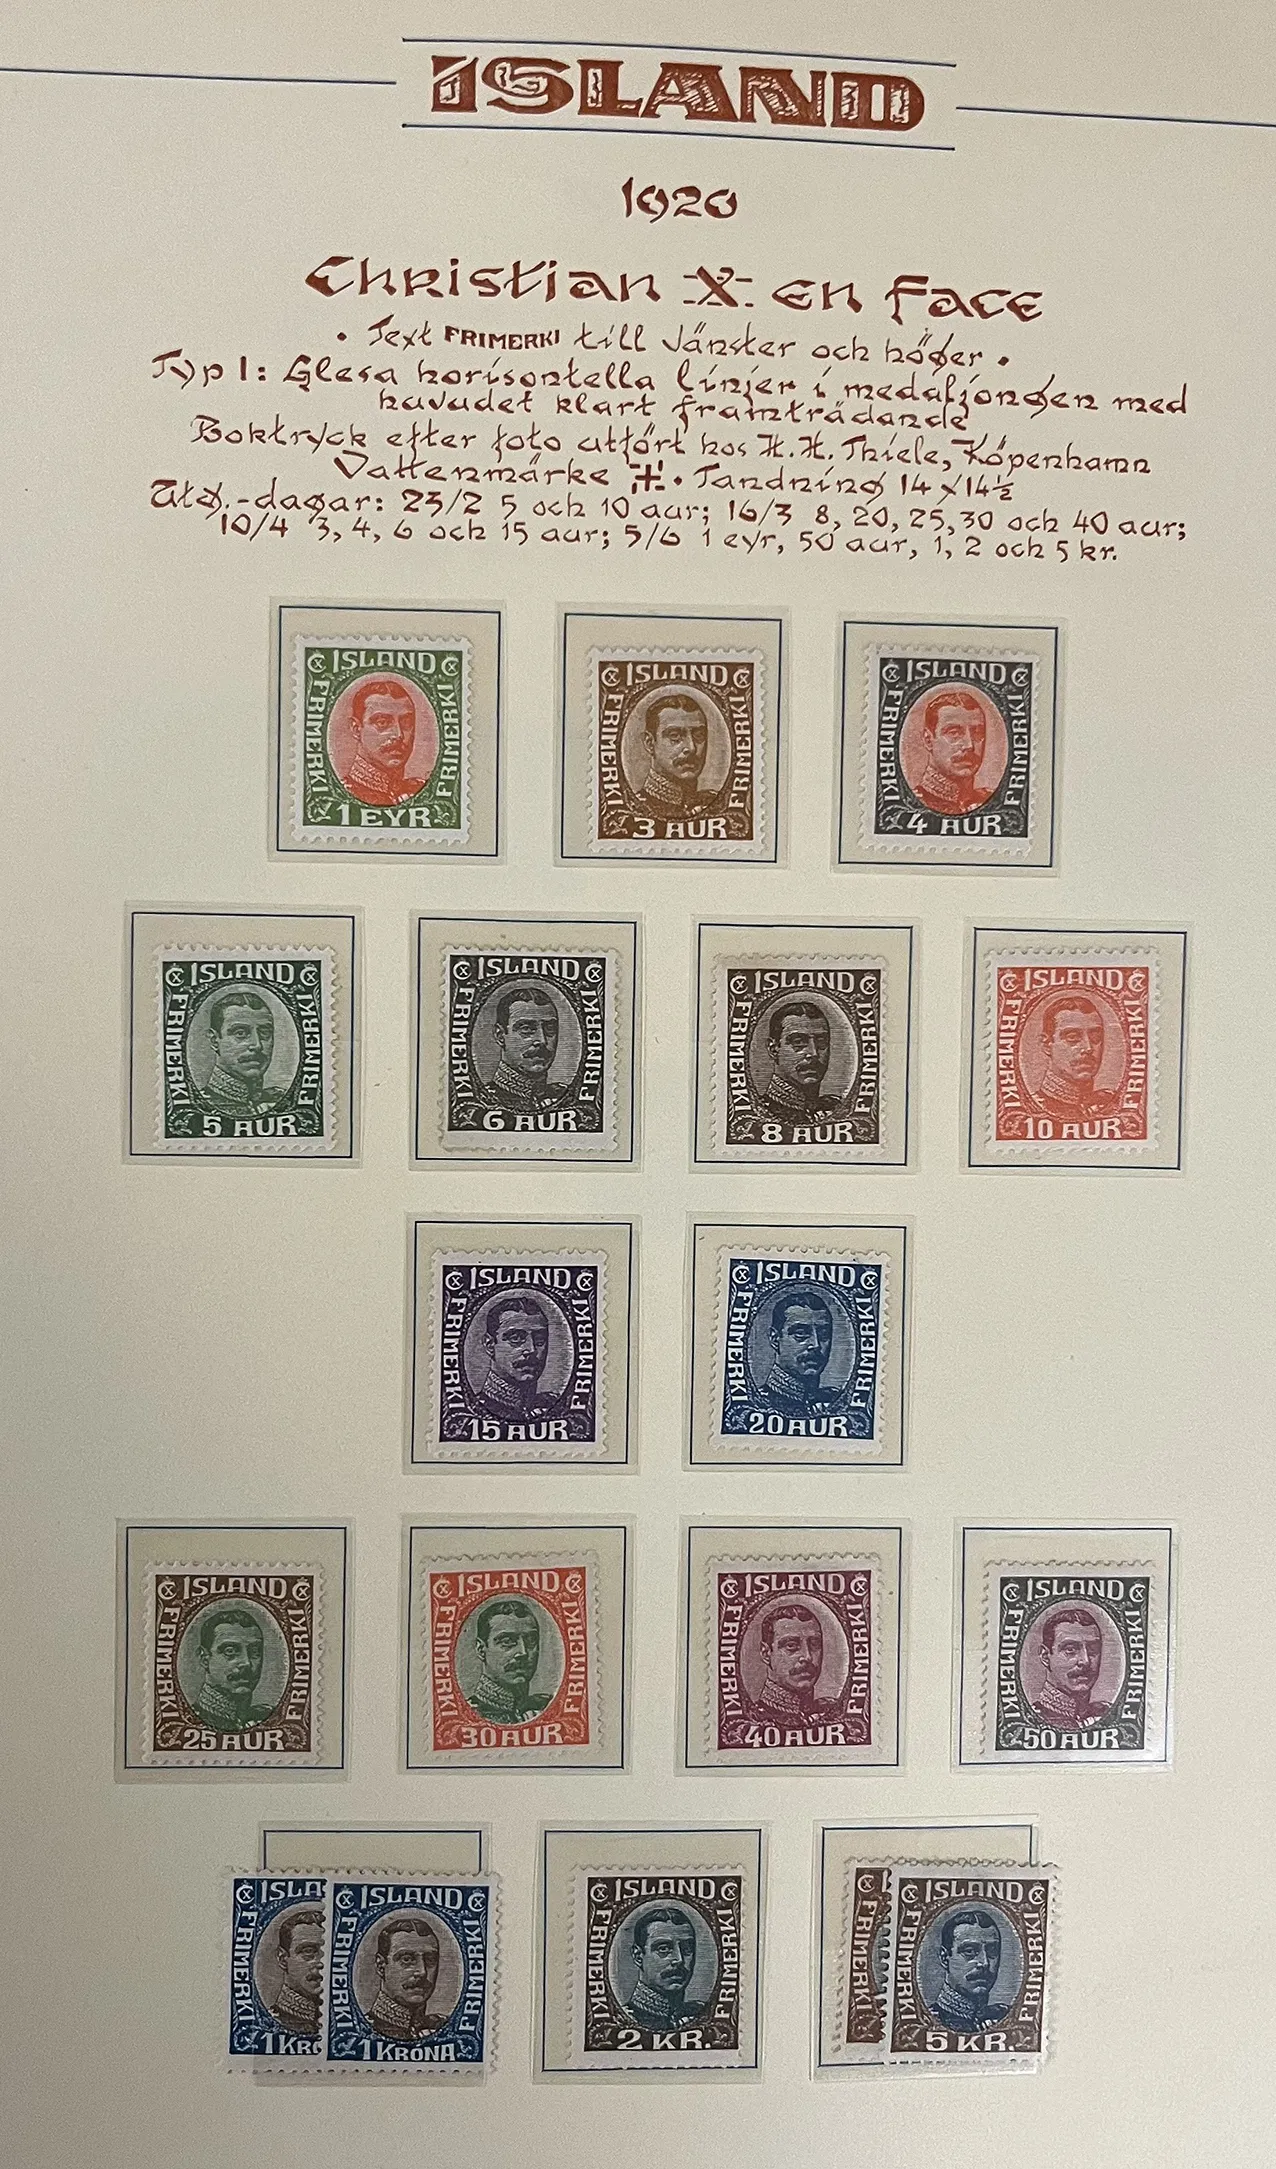 ISLAND
1920
Christian X en face
• Text FRIMERKI till vänster och höger •
Typ I: Glesa horisontella linjer i medaljongen med
huvudet klart framträdande
Boktryck efter foto utfört hos H.H. Thiele, Köpenhamn
Vattenmärke • Tandning 14 x 14½
Utg.-dagar: 23/2 5 och 10 aur; 16/3 8, 20, 25, 30 och 40 aur;
10/4 3, 4, 6 och 15 aur; 5/6 1 eyr, 50 aur, 1, 2 och 5 kr.
ISLAND
FRIMERKI
FRIMERKI
1 EYR
ISLAND
FRIMERKI
FRIMERKI
3 AUR
ISLAND
FRIMERKI
FRIMERKI
4 AUR
ISLAND
FRIMERKI
FRIMERKI
5 AUR
ISLAND
FRIMERKI
FRIMERKI
6 AUR
ISLAND
FRIMERKI
FRIMERKI
8 AUR
ISLAND
FRIMERKI
FRIMERKI
10 AUR
ISLAND
FRIMERKI
FRIMERKI
15 AUR
ISLAND
FRIMERKI
FRIMERKI
20 AUR
ISLAND
FRIMERKI
FRIMERKI
25 AUR
ISLAND
FRIMERKI
FRIMERKI
30 AUR
ISLAND
FRIMERKI
FRIMERKI
40 AUR
ISLAND
FRIMERKI
FRIMERKI
50 AUR
ISLA
FRIMERKI
1 KRÓ
ISLAND
FRIMERKI
FRIMERKI
1 KRÓNA
ISLAND
FRIMERKI
FRIMERKI
2 KR.
FRIMERKI
ISLAND
FRIMERKI
FRIMERKI
5 KR.